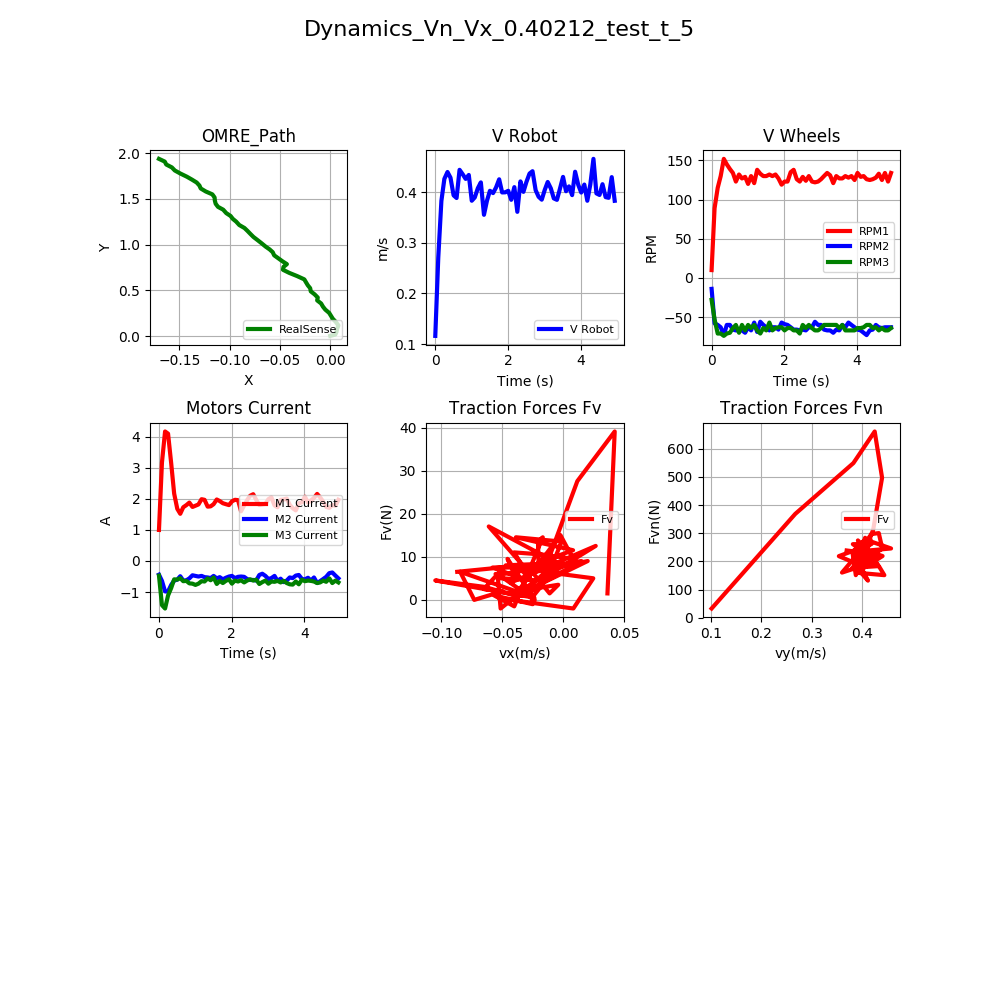 Dynamics_Vn_Vx_0.40212_test_t_5
OMRE_Path
2.0
1.5
1.0
0.5
0.0
Y
−0.15
−0.10
−0.05
0.00
X
RealSense
V Robot
0.4
0.3
0.2
0.1
m/s
0
2
4
Time (s)
V Robot
V Wheels
150
100
50
0
−50
RPM
0
2
4
Time (s)
RPM1
RPM2
RPM3
Motors Current
4
3
2
1
0
−1
A
0
2
4
Time (s)
M1 Current
M2 Current
M3 Current
Traction Forces Fv
40
30
20
10
0
Fv(N)
−0.10
−0.05
0.00
0.05
vx(m/s)
Fv
Traction Forces Fvn
600
500
400
300
200
100
0
Fvn(N)
0.1
0.2
0.3
0.4
vy(m/s)
Fv